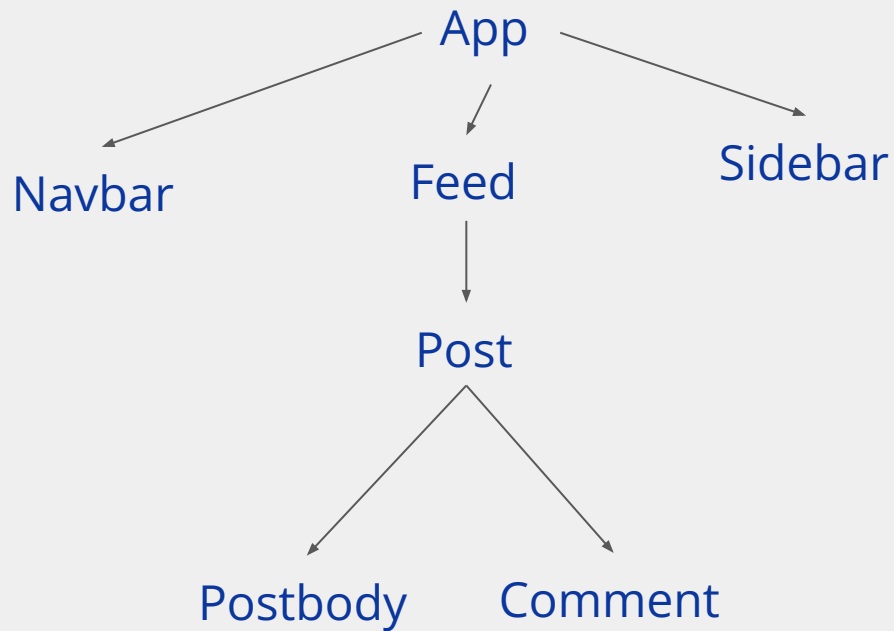 App
Navbar
Feed
Sidebar
Post
Postbody
Comment